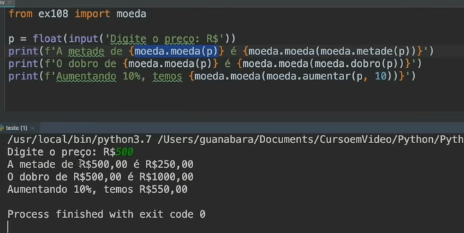 from ex108 import moeda
p = float(input('Digite o preço: R$'))
print(f'A metade de {moeda.moeda(p)} é {moeda.moeda(moeda.metade(p))}')
print(f'O dobro de {moeda.moeda(p)} é {moeda.moeda(moeda.dobro(p))}')
print(f'Aumentando 10%, temos {moeda.moeda(moeda.aumentar(p, 10))}')
teste
/usr/local/bin/python3.7 /Users/guanabara/Documents/CursoemVideo/Python/Pyth
Digite o preço: R$500
A metade de R$500,00 é R$250,00
O dobro de R$500,00 é R$1000,00
Aumentando 10%, temos R$550,00
Process finished with exit code 0